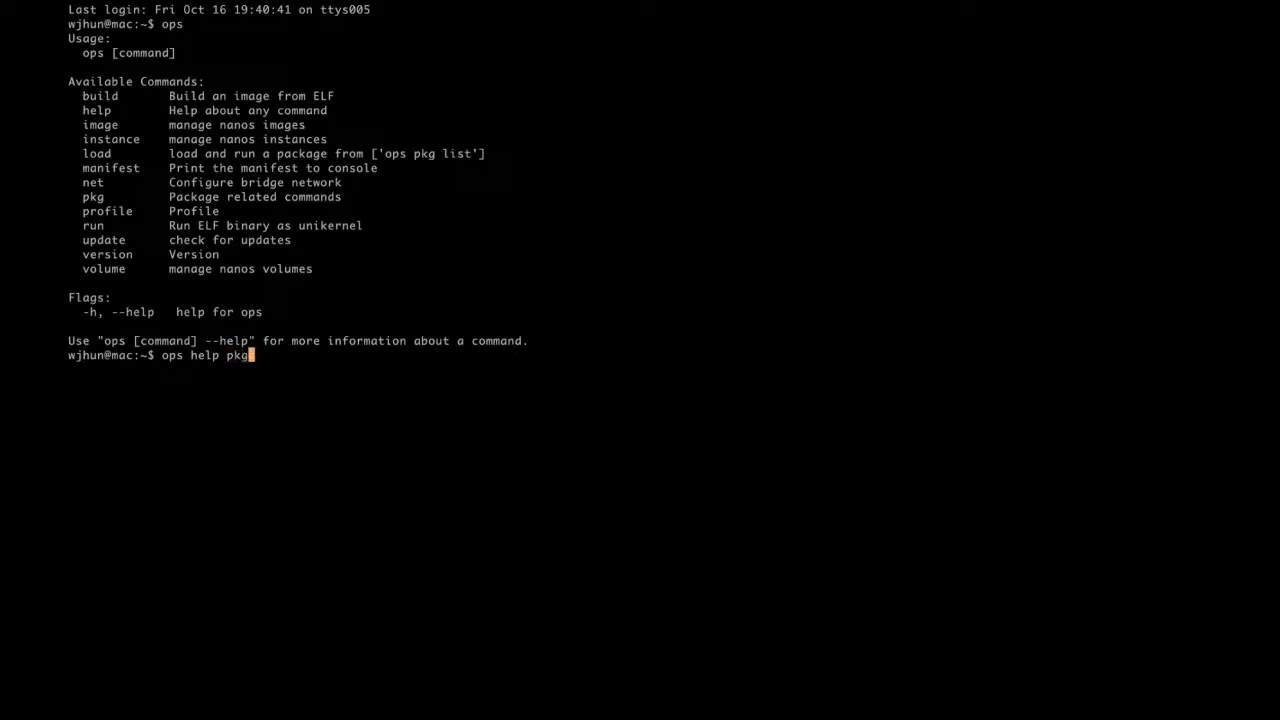 Last login: Fri Oct 16 19:40:41 on ttys005
wjhun@mac:~$ ops
Usage:
  ops [command]

Available Commands:
  build       Build an image from ELF
  help        Help about any command
  image       manage nanos images
  instance    manage nanos instances
  load        load and run a package from ['ops pkg list']
  manifest    Print the manifest to console
  net         Configure bridge network
  pkg         Package related commands
  profile     Profile
  run         Run ELF binary as unikernel
  update      check for updates
  version     Version
  volume      manage nanos volumes

Flags:
  -h, --help   help for ops

Use "ops [command] --help" for more information about a command.
wjhun@mac:~$ ops help pkg